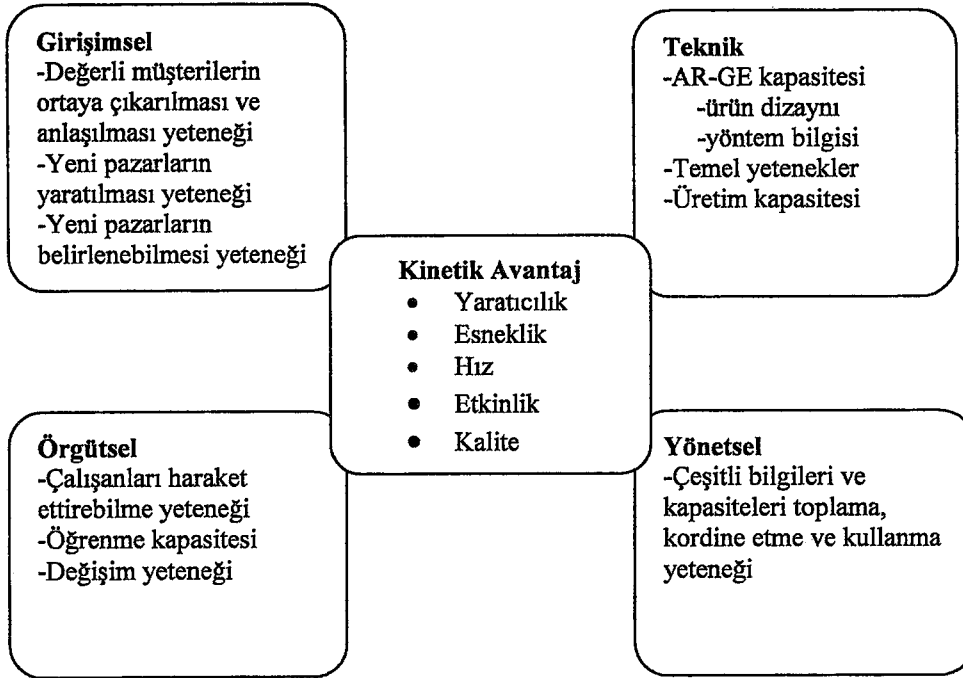 Girişimsel
-Değerli müşterilerin
ortaya çıkarılması ve
anlaşılması yeteneği
-Yeni pazarların
yaratılması yeteneği
-Yeni pazarların
belirlenebilmesi yeteneği
Teknik
-AR-GE kapasitesi
-ürün dizaynı
-yöntem bilgisi
-Temel yetenekler
-Üretim kapasitesi
Kinetik Avantaj
• Yaratıcılık
• Esneklik
• Hız
• Etkinlik
• Kalite
Örgütsel
-Çalışanları haraket
ettirebilme yeteneği
-Öğrenme kapasitesi
-Değişim yeteneği
Yönetsel
-Çeşitli bilgileri ve
kapasiteleri toplama,
kordine etme ve kullanma
yeteneği